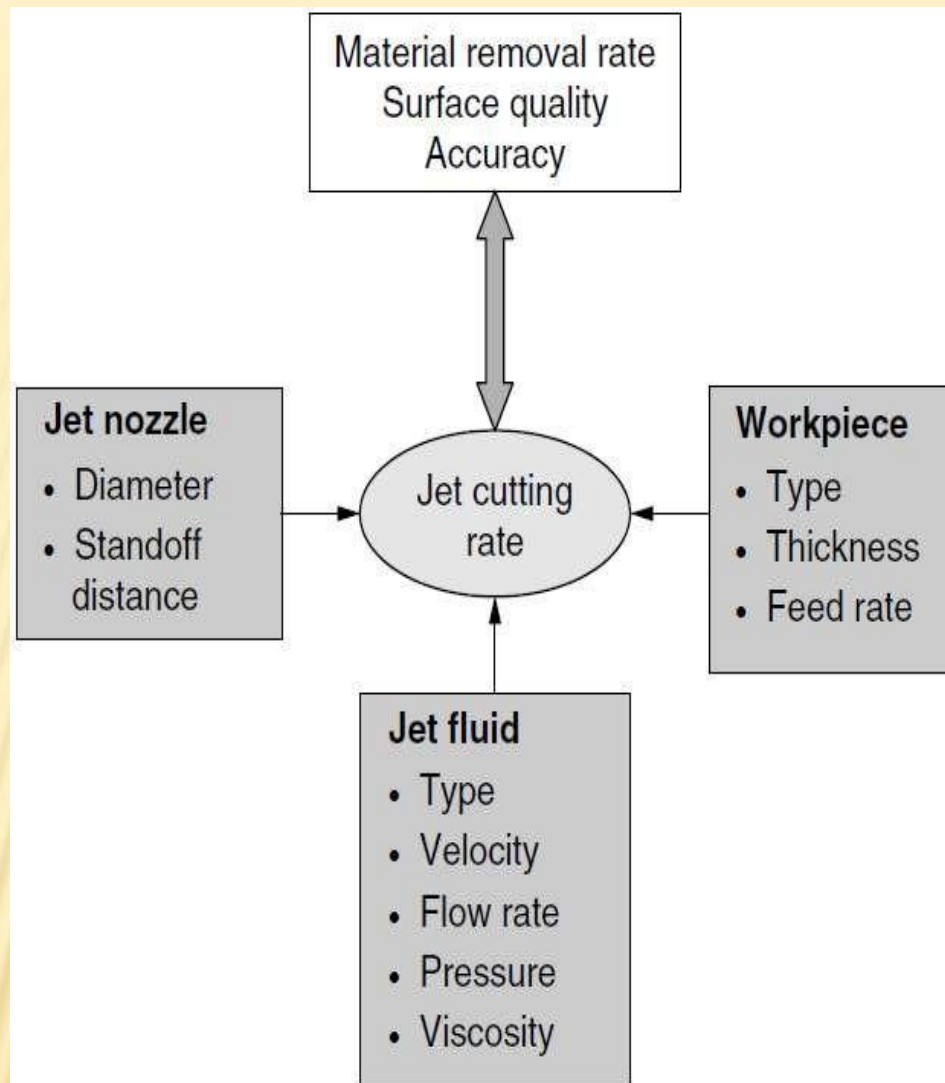 Material removal rate
Surface quality
Accuracy
Jet nozzle
• Diameter
• Standoff
distance
Jet cutting
rate
Workpiece
• Type
• Thickness
• Feed rate
Jet fluid
• Type
• Velocity
• Flow rate
• Pressure
• Viscosity